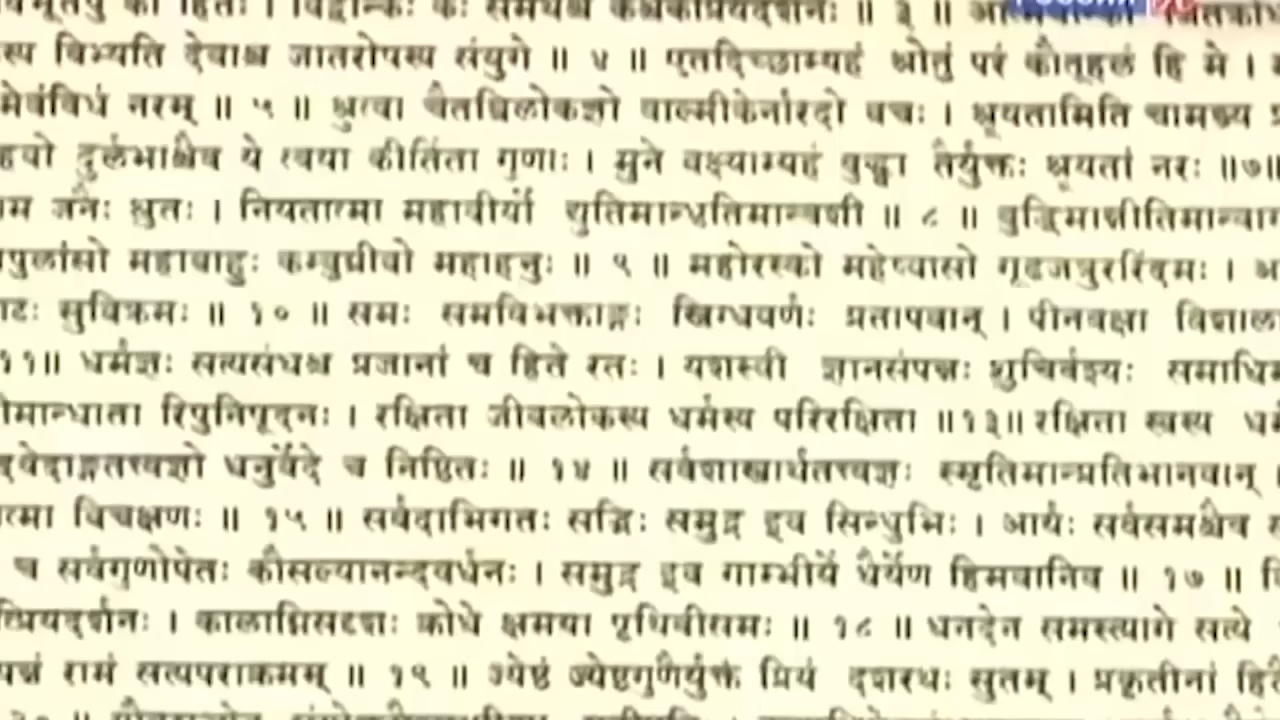 हितः । विद्वान्कः कः समर्थश्च कश्चैकप्रियदर्शनः ॥ ३ ॥
स्य बिभ्यति देवाश्च जातरोषस्य संयुगे ॥ ४ ॥ एतदिच्छाम्यहं श्रोतुं परं कौतूहलं हि मे ।
मेवंविधं नरम् ॥ ५ ॥ श्रुत्वा चैतत्त्रिलोकज्ञो वाल्मीकेर्नारदो वचः । श्रूयतामिति चामन्त्र्य
हवो दुर्लभाश्चैव ये त्वया कीर्तिता गुणाः । मुने वक्ष्याम्यहं बुद्ध्वा तैर्युक्तः श्रूयतां नरः ॥७॥
म जनैः श्रुतः । नियतात्मा महावीर्यो द्युतिमान्धृतिमान्वशी ॥ ८ ॥ बुद्धिमान्नीतिमान्वाग
पुलांसो महाबाहुः कम्बुग्रीवो महाहनुः ॥ ९ ॥ महोरस्को महेष्वासो गूढजत्रुररिंदमः ।
टः सुविक्रमः ॥ १० ॥ समः समविभक्ताङ्गः स्निग्धवर्णः प्रतापवान् । पीनवक्षा विशाल
११॥ धर्मज्ञः सत्यसंधश्च प्रजानां च हिते रतः । यशस्वी ज्ञानसंपन्नः शुचिर्वश्यः समाधिम
ीमान्धाता रिपुनिषूदनः । रक्षिता जीवलोकस्य धर्मस्य परिरक्षिता ॥१३॥ रक्षिता स्वस्य धर्म
वेदाङ्गतत्त्वज्ञो धनुर्वेदे च निष्ठितः ॥ १४ ॥ सर्वशास्त्रार्थतत्त्वज्ञः स्मृतिमान्प्रतिभानवान् ।
त्मा विचक्षणः ॥ १५ ॥ सर्वदाभिगतः सद्भिः समुद्र इव सिन्धुभिः । आर्यः सर्वसमश्चैव
च सर्वगुणोपेतः कौसल्यानन्दवर्धनः । समुद्र इव गाम्भीर्ये धैर्येण हिमवानिव ॥ १७ ॥
त्प्रियदर्शनः । कालाग्निसदृशः क्रोधे क्षमया पृथिवीसमः ॥ १८ ॥ धनदेन समस्त्यागे सत्ये
पन्नं रामं सत्यपराक्रमम् ॥ १९ ॥ ज्येष्ठं ज्येष्ठगुणैर्युक्तं प्रियं दशरथः सुतम् । प्रकृतीनां